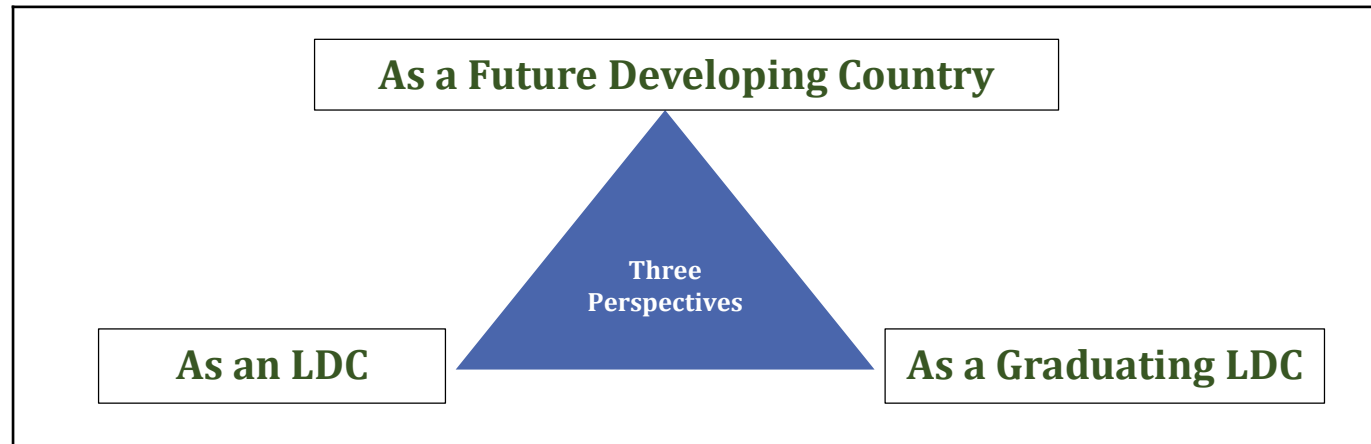 As a Future Developing Country
Three
Perspectives
As an LDC
As a Graduating LDC